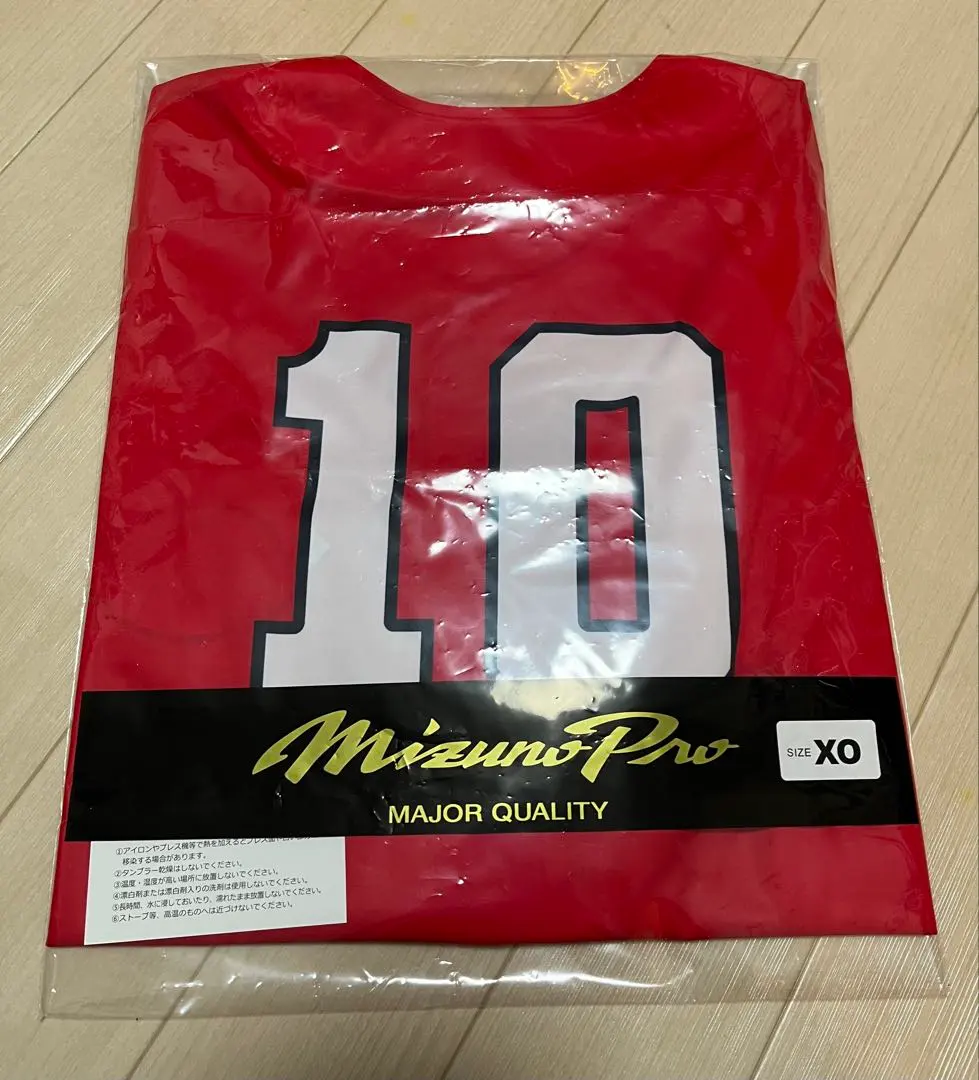 10
Mizuno Pro
SIZE XO
MAJOR QUALITY
①アイロンやプレス機等で熱を加えるとプレス面や
移染する場合があります。
②タンブラー乾燥はしないでください。
③温度・湿度が高い場所に放置しないでください。
④漂白剤または漂白剤入りの洗剤は使用しないでください。
⑤長時間、水に浸しておいたり、濡れたまま放置しないでください。
⑥ストーブ等、高温のものへは近づけないでください。